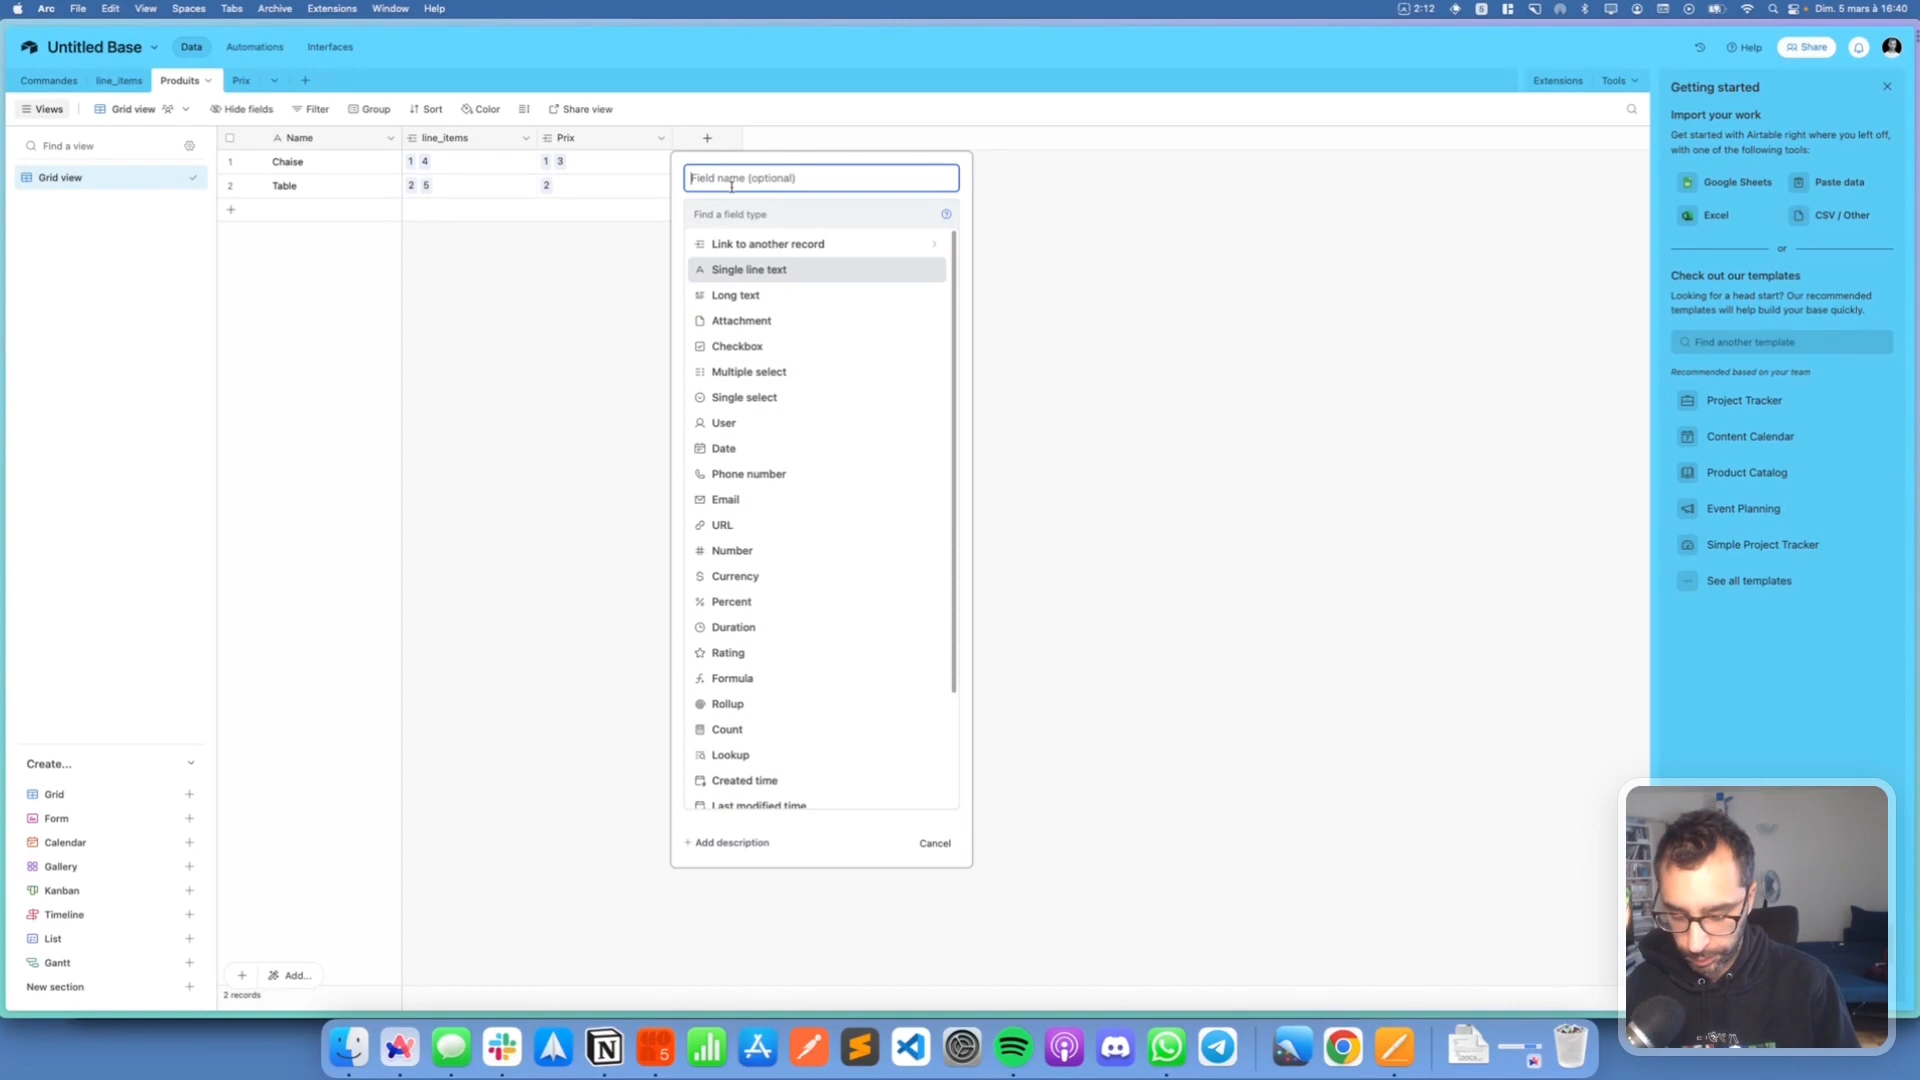 Arc File Edit View Spaces Tabs Archive Extensions Window Help
2:12 Dim. 5 mars à 16:40
Untitled Base Data Automations Interfaces
Help Share
Commandes line_items Produits Prix
Extensions Tools
Views Grid view Hide fields Filter Group Sort Color Share view
Find a view
Grid view
Name line_items Prix
1 Chaise 1 4 1 3
2 Table 2 5 2
Field name (optional)
Find a field type
Link to another record
Single line text
Long text
Attachment
Checkbox
Multiple select
Single select
User
Date
Phone number
Email
URL
Number
Currency
Percent
Duration
Rating
Formula
Rollup
Count
Lookup
Created time
Last modified time
+ Add description
Cancel
Create...
Grid
Form
Calendar
Gallery
Kanban
Timeline
List
Gantt
New section
Add...
2 records
Getting started
Import your work
Get started with Airtable right where you left off,
with one of the following tools:
Google Sheets Paste data
Excel CSV / Other
or
Check out our templates
Looking for a head start? Our recommended
templates will help build your base quickly.
Find another template
Recommended based on your team
Project Tracker
Content Calendar
Product Catalog
Event Planning
Simple Project Tracker
See all templates